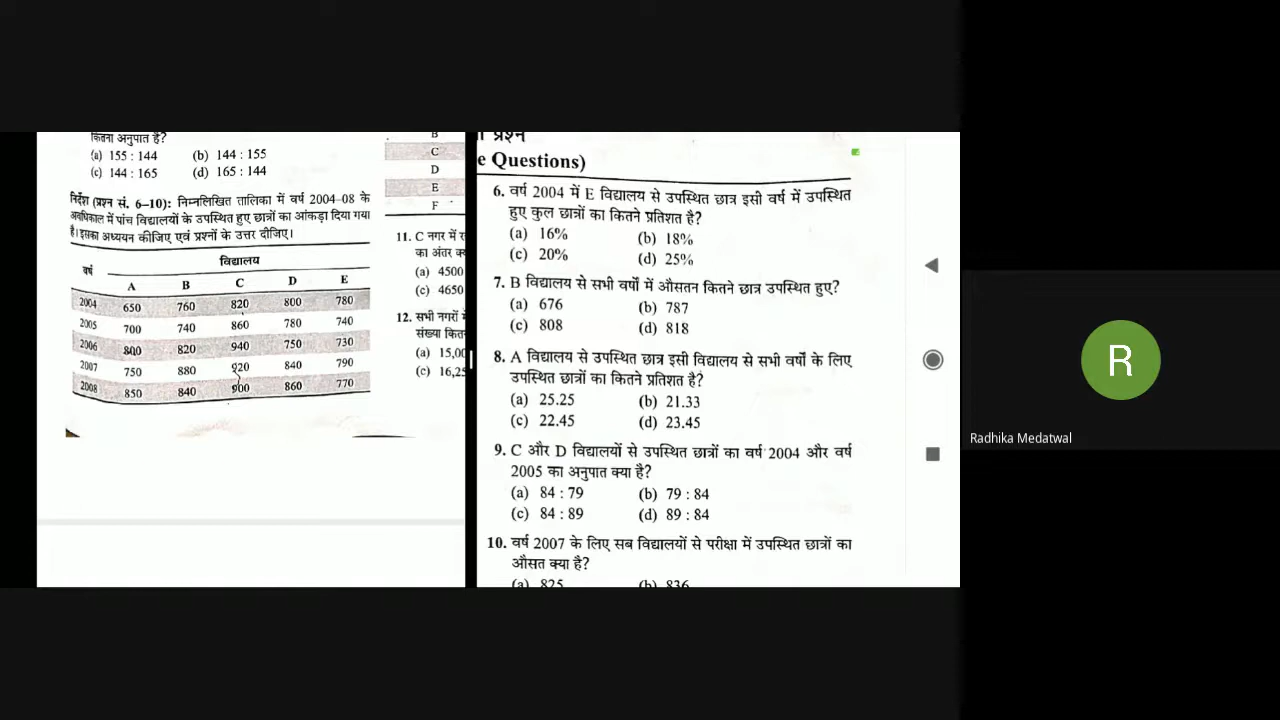 कितना अनुपात है?
(a) 155 : 144 (b) 144 : 155
(c) 144 : 165 (d) 165 : 144
निर्देश (प्रश्न सं. 6–10): निम्नलिखित तालिका में वर्ष 2004–08 के
अवधिकाल में पांच विद्यालयों के उपस्थित हुए छात्रों का आंकड़ा दिया गया
है। इसका अध्ययन कीजिए एवं प्रश्नों के उत्तर दीजिए।
वर्ष विद्यालय
A B C D E
2004 650 760 820 800 780
2005 700 740 860 780 740
2006 800 820 940 750 730
2007 750 880 920 840 790
2008 850 840 900 860 770
B
C
D
E
F
11. C नगर में
का अंतर
(a) 4500
(c) 4650
12. सभी नगरों
संख्या
(a) 15,00
(c) 16,25
प्रश्न
e Questions)
6. वर्ष 2004 में E विद्यालय से उपस्थित छात्र इसी वर्ष में उपस्थित
हुए कुल छात्रों का कितने प्रतिशत है?
(a) 16% (b) 18%
(c) 20% (d) 25%
7. B विद्यालय से सभी वर्षों में औसतन कितने छात्र उपस्थित हुए?
(a) 676 (b) 787
(c) 808 (d) 818
8. A विद्यालय से उपस्थित छात्र इसी विद्यालय से सभी वर्षों के लिए
उपस्थित छात्रों का कितने प्रतिशत है?
(a) 25.25 (b) 21.33
(c) 22.45 (d) 23.45
9. C और D विद्यालयों से उपस्थित छात्रों का वर्ष 2004 और वर्ष
2005 का अनुपात क्या है?
(a) 84 : 79 (b) 79 : 84
(c) 84 : 89 (d) 89 : 84
10. वर्ष 2007 के लिए सब विद्यालयों से परीक्षा में उपस्थित छात्रों का
औसत क्या है?
(a) 825 (b) 836
R
Radhika Medatwal